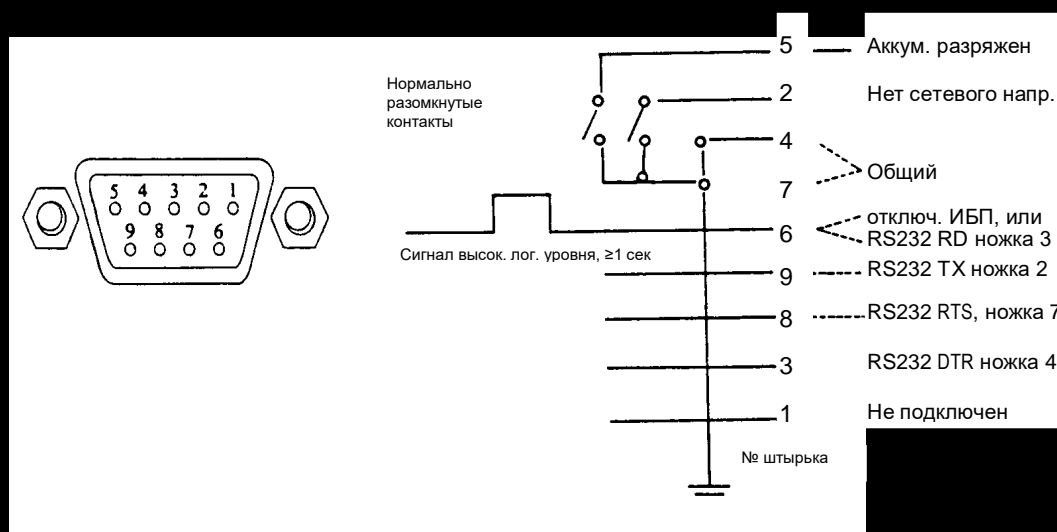 5 4 3 2 1
9 8 7 6
Нормально
разомкнутые
контакты
Сигнал высок. лог. уровня, ≥1 сек
5 Аккум. разряжен
2 Нет сетевого напр.
4
Общий
7
отключ. ИБП, или
6
RS232 RD ножка 3
9 RS232 TX ножка 2
8 RS232 RTS, ножка 7
3 RS232 DTR ножка 4
1 Не подключен
№ штырька